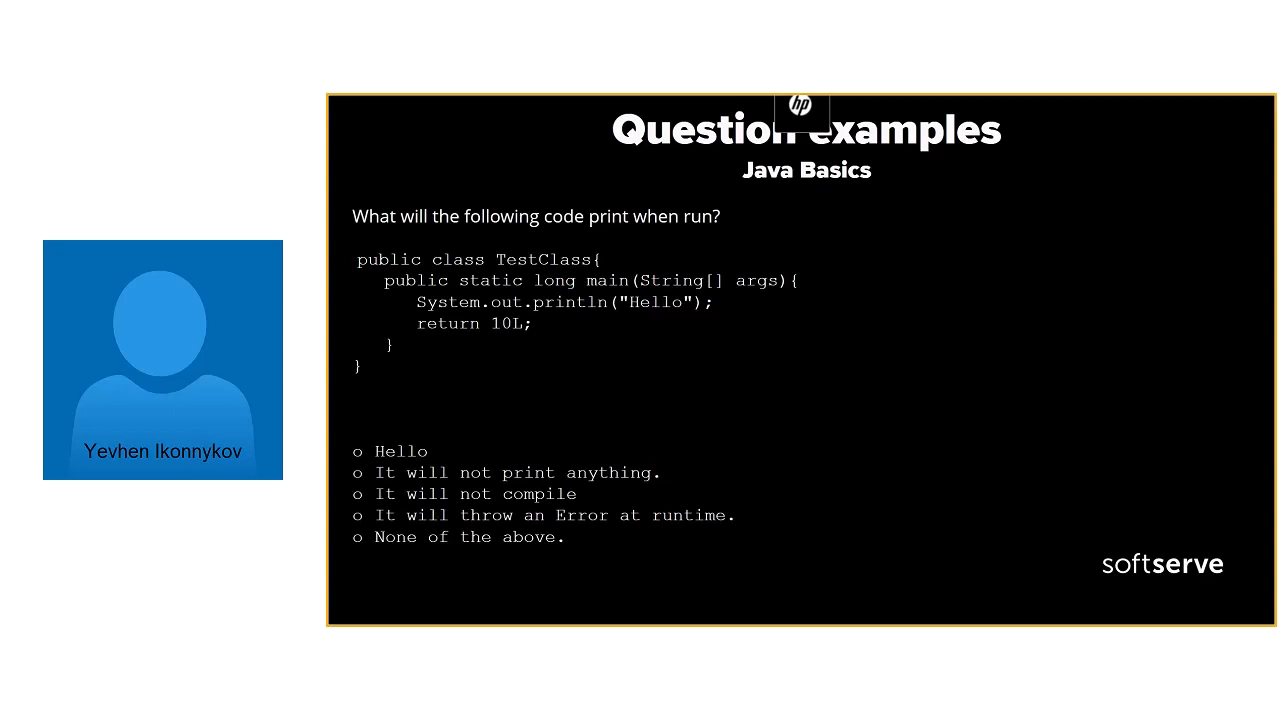 hp
Question examples
Java Basics
What will the following code print when run?
public class TestClass{
public static long main(String[] args){
System.out.println("Hello");
return 10L;
}
}
o Hello
o It will not print anything.
o It will not compile
o It will throw an Error at runtime.
o None of the above.
softserve
Yevhen Ikonnykov